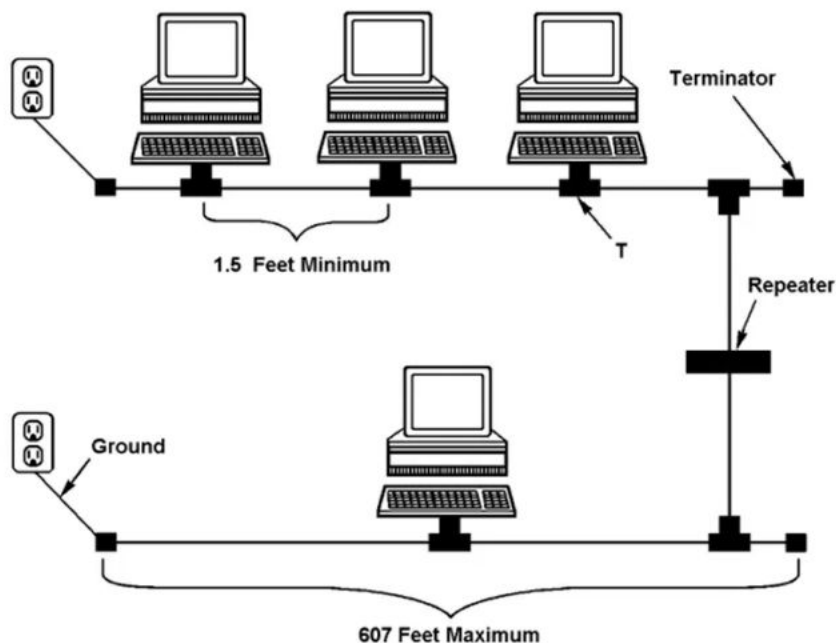 Terminator
1.5 Feet Minimum
T
Repeater
Ground
607 Feet Maximum